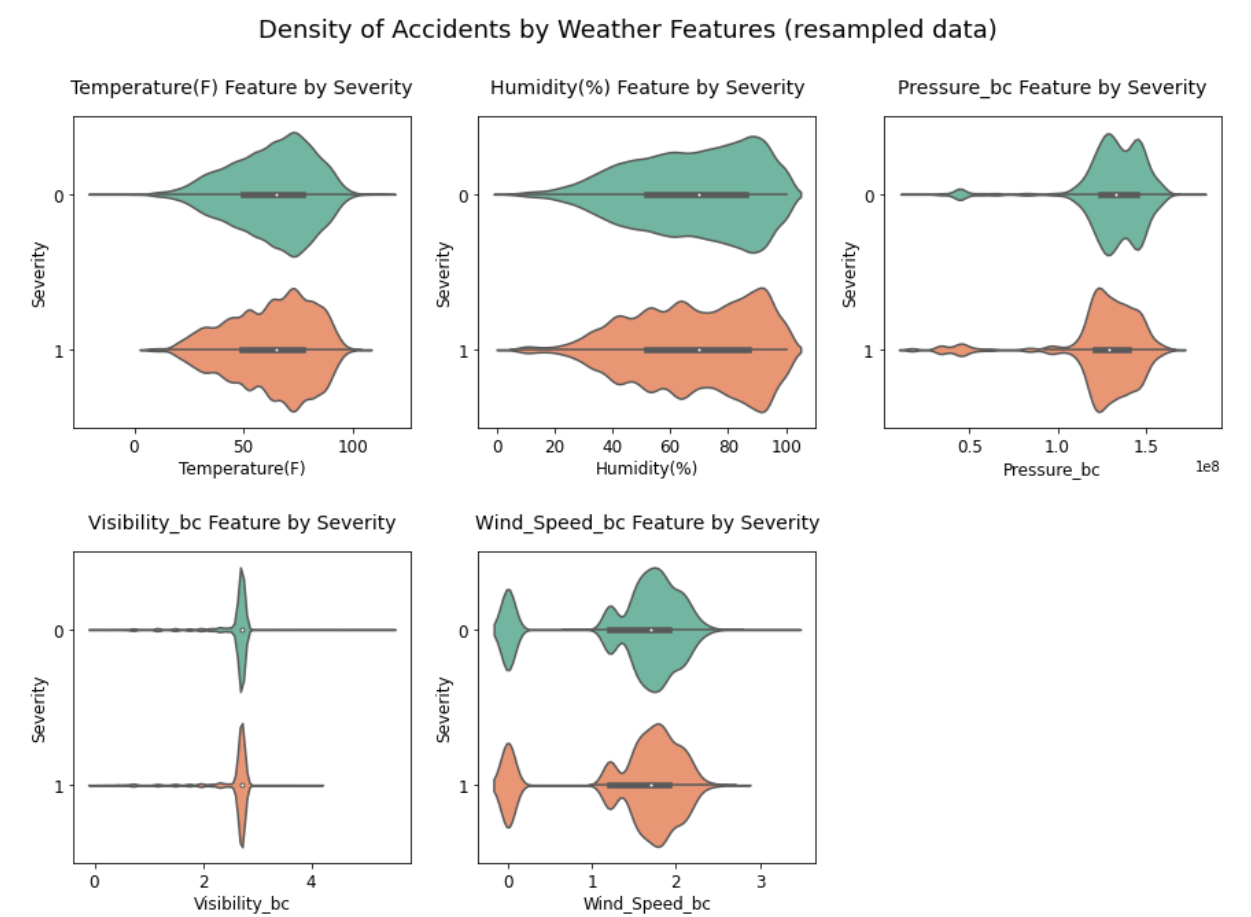 Density of Accidents by Weather Features (resampled data)
Temperature(F) Feature by Severity
Severity
0
1
0 50 100
Temperature(F)
Humidity(%) Feature by Severity
Severity
0
1
0 20 40 60 80 100
Humidity(%)
Pressure_bc Feature by Severity
Severity
0
1
0.5 1.0 1.5
1e8
Pressure_bc
Visibility_bc Feature by Severity
Severity
0
1
0 2 4
Visibility_bc
Wind_Speed_bc Feature by Severity
Severity
0
1
0 1 2 3
Wind_Speed_bc